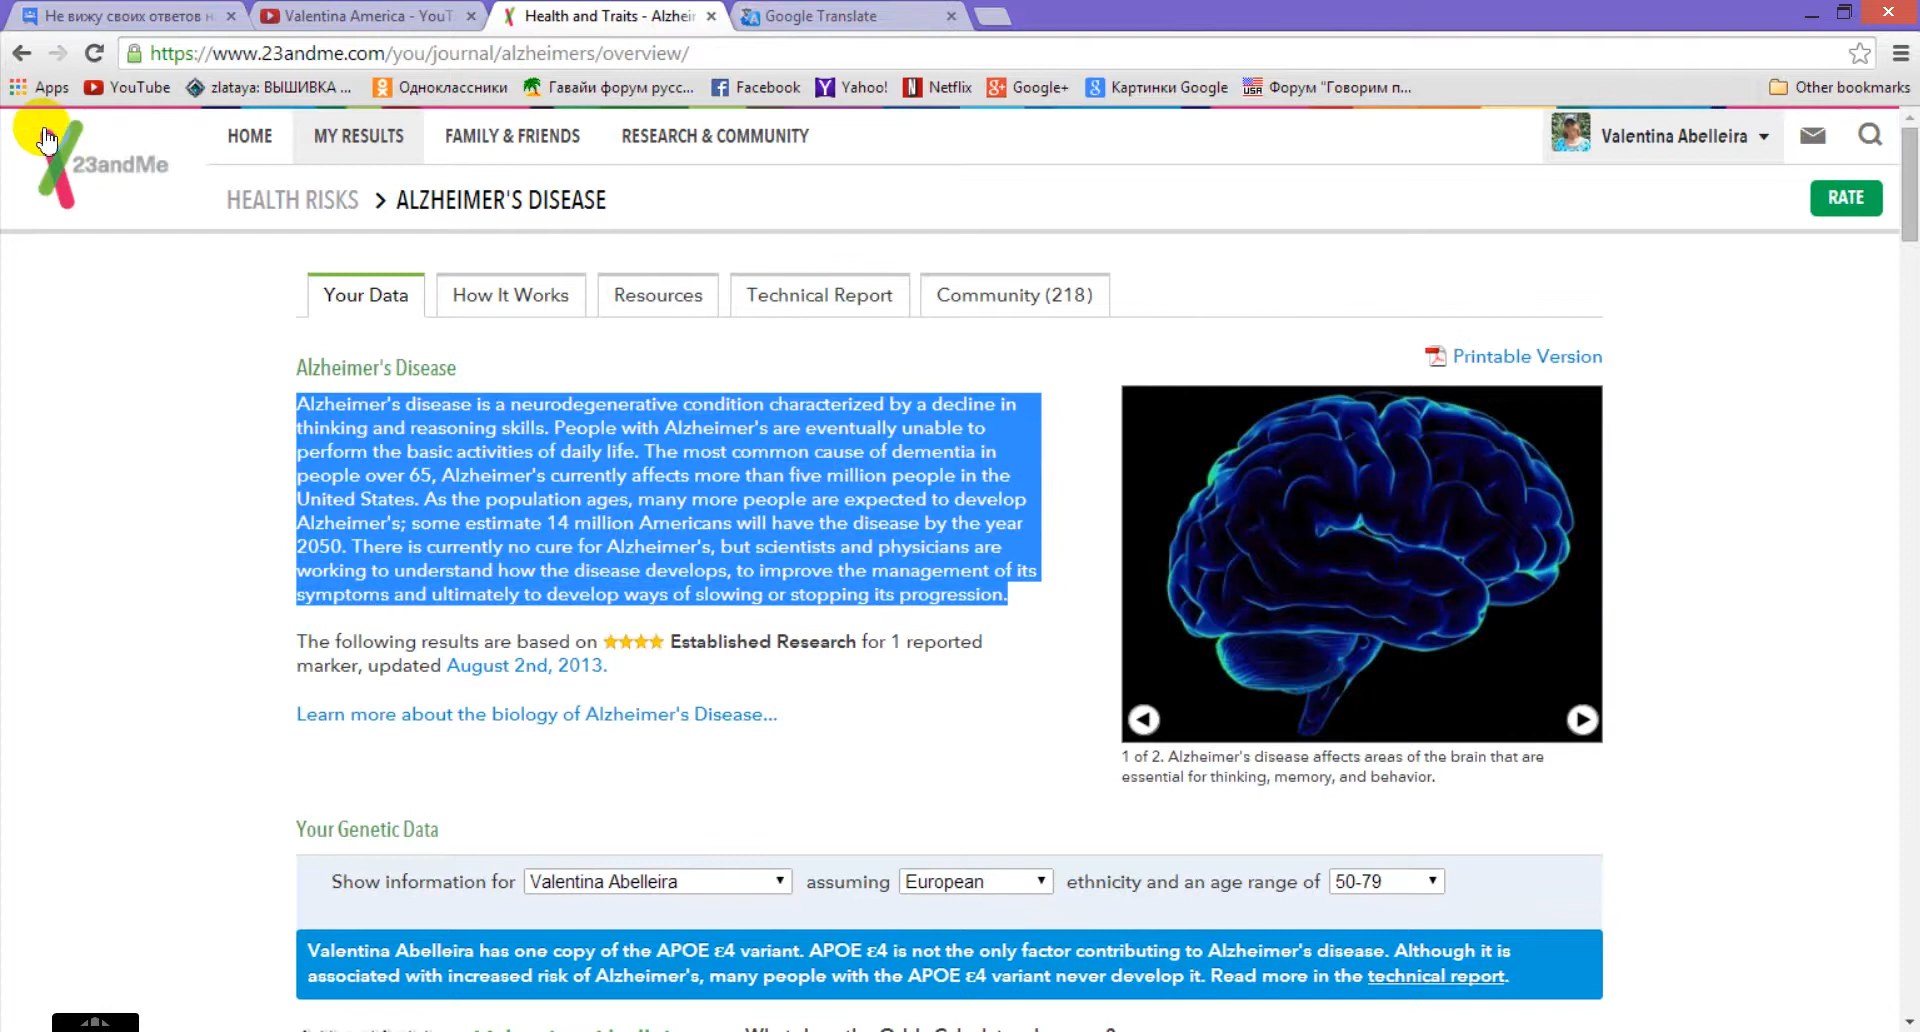 Не вижу своих ответов н
Valentina America - YouT
Health and Traits - Alzhei
Google Translate
https://www.23andme.com/you/journal/alzheimers/overview/
Apps YouTube zlataya: ВЫШИВКА ... Одноклассники Гавайи форум русс... Facebook Yahoo! Netflix Google+ Картинки Google Форум "Говорим п... Other bookmarks
23andMe
HOME MY RESULTS FAMILY & FRIENDS RESEARCH & COMMUNITY Valentina Abelleira
HEALTH RISKS > ALZHEIMER'S DISEASE RATE
Your Data How It Works Resources Technical Report Community (218)
Printable Version
Alzheimer's Disease
Alzheimer's disease is a neurodegenerative condition characterized by a decline in
thinking and reasoning skills. People with Alzheimer's are eventually unable to
perform the basic activities of daily life. The most common cause of dementia in
people over 65, Alzheimer's currently affects more than five million people in the
United States. As the population ages, many more people are expected to develop
Alzheimer's; some estimate 14 million Americans will have the disease by the year
2050. There is currently no cure for Alzheimer's, but scientists and physicians are
working to understand how the disease develops, to improve the management of its
symptoms and ultimately to develop ways of slowing or stopping its progression.
The following results are based on ★★★★ Established Research for 1 reported
marker, updated August 2nd, 2013.
Learn more about the biology of Alzheimer's Disease...
1 of 2. Alzheimer's disease affects areas of the brain that are
essential for thinking, memory, and behavior.
Your Genetic Data
Show information for Valentina Abelleira assuming European ethnicity and an age range of 50-79
Valentina Abelleira has one copy of the APOE ε4 variant. APOE ε4 is not the only factor contributing to Alzheimer's disease. Although it is
associated with increased risk of Alzheimer's, many people with the APOE ε4 variant never develop it. Read more in the technical report.